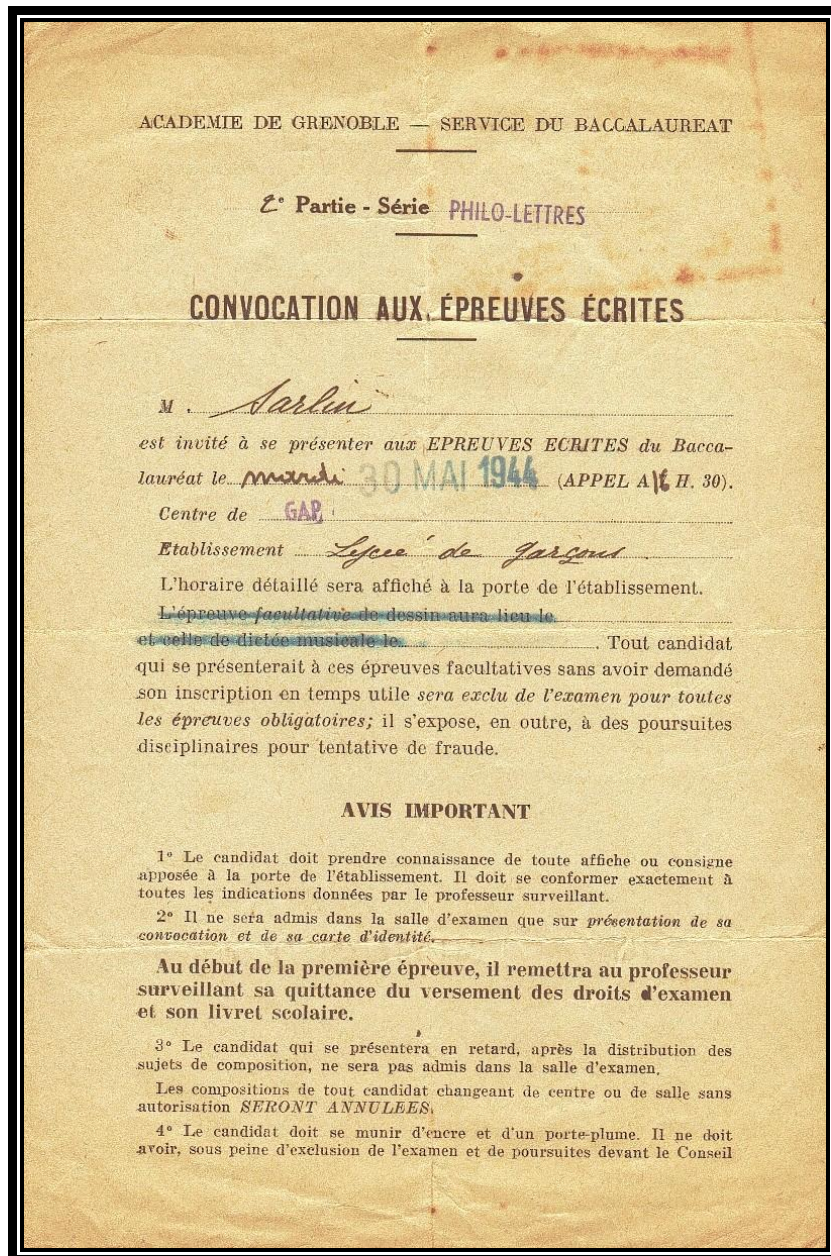 ACADEMIE DE GRENOBLE — SERVICE DU BACCALAUREAT
2e Partie - Série PHILO-LETTRES
CONVOCATION AUX ÉPREUVES ÉCRITES
M. Sarlin
est invité à se présenter aux EPREUVES ECRITES du Bacca-
lauréat le mardi 30 MAI 1944 (APPEL A 16 H. 30).
Centre de GAP
Etablissement Lycée de garçons.
L'horaire détaillé sera affiché à la porte de l'établissement.
L'épreuve facultative de dessin aura lieu le
et celle de dictée musicale le . Tout candidat
qui se présenterait à ces épreuves facultatives sans avoir demandé
son inscription en temps utile sera exclu de l'examen pour toutes
les épreuves obligatoires; il s'expose, en outre, à des poursuites
disciplinaires pour tentative de fraude.
AVIS IMPORTANT
1° Le candidat doit prendre connaissance de toute affiche ou consigne
apposée à la porte de l'établissement. Il doit se conformer exactement à
toutes les indications données par le professeur surveillant.
2° Il ne sera admis dans la salle d'examen que sur présentation de sa
convocation et de sa carte d'identité.
Au début de la première épreuve, il remettra au professeur
surveillant sa quittance du versement des droits d'examen
et son livret scolaire.
3° Le candidat qui se présentera en retard, après la distribution des
sujets de composition, ne sera pas admis dans la salle d'examen.
Les compositions de tout candidat changeant de centre ou de salle sans
autorisation SERONT ANNULEES.
4° Le candidat doit se munir d'encre et d'un porte-plume. Il ne doit
avoir, sous peine d'exclusion de l'examen et de poursuites devant le Conseil